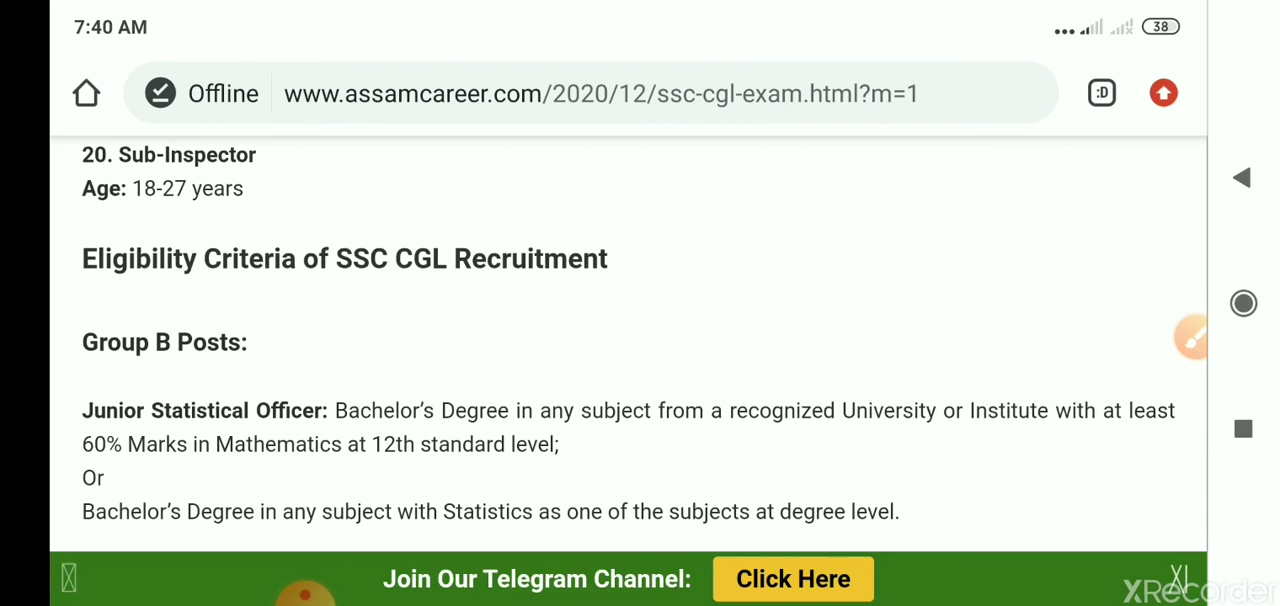 7:40 AM
38
Offline www.assamcareer.com/2020/12/ssc-cgl-exam.html?m=1
:D
20. Sub-Inspector
Age: 18-27 years
Eligibility Criteria of SSC CGL Recruitment
Group B Posts:
Junior Statistical Officer: Bachelor’s Degree in any subject from a recognized University or Institute with at least
60% Marks in Mathematics at 12th standard level;
Or
Bachelor’s Degree in any subject with Statistics as one of the subjects at degree level.
Join Our Telegram Channel: Click Here
XRecorder